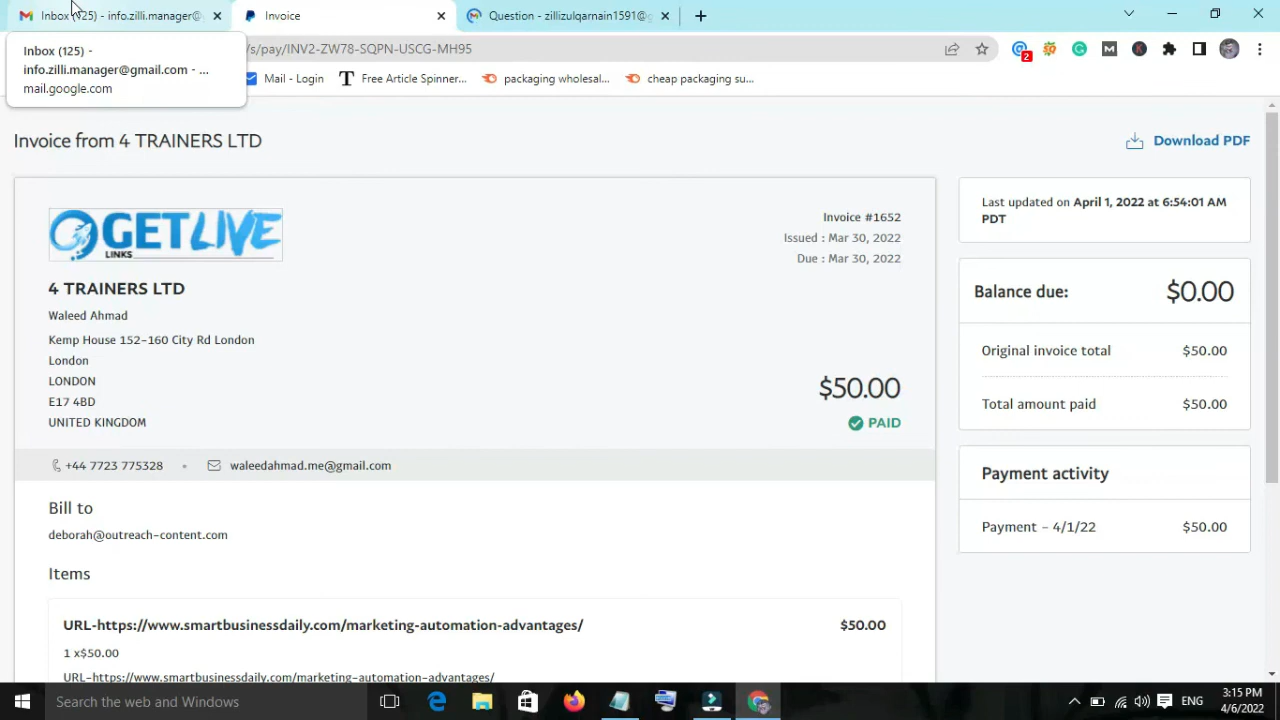 Inbox (125) - info.zilli.manager@
Invoice
Question - zillizulqarnain1591@g
Inbox (125) -
info.zilli.manager@gmail.com - ...
mail.google.com
s/pay/INV2-ZW78-SQPN-USCG-MH95
2
Mail - Login
T Free Article Spinner...
packaging wholesal...
cheap packaging su...
Invoice from 4 TRAINERS LTD
Download PDF
GETLIVE
LINKS
Invoice #1652
Issued : Mar 30, 2022
Due : Mar 30, 2022
4 TRAINERS LTD
Waleed Ahmad
Kemp House 152-160 City Rd London
London
LONDON
E17 4BD
UNITED KINGDOM
$50.00
PAID
+44 7723 775328 • waleedahmad.me@gmail.com
Bill to
deborah@outreach-content.com
Items
URL-https://www.smartbusinessdaily.com/marketing-automation-advantages/ $50.00
1 x$50.00
URL-https://www.smartbusinessdaily.com/marketing-automation-advantages/
Last updated on April 1, 2022 at 6:54:01 AM
PDT
Balance due: $0.00
Original invoice total $50.00
Total amount paid $50.00
Payment activity
Payment - 4/1/22 $50.00
Search the web and Windows
ENG
3:15 PM
4/6/2022